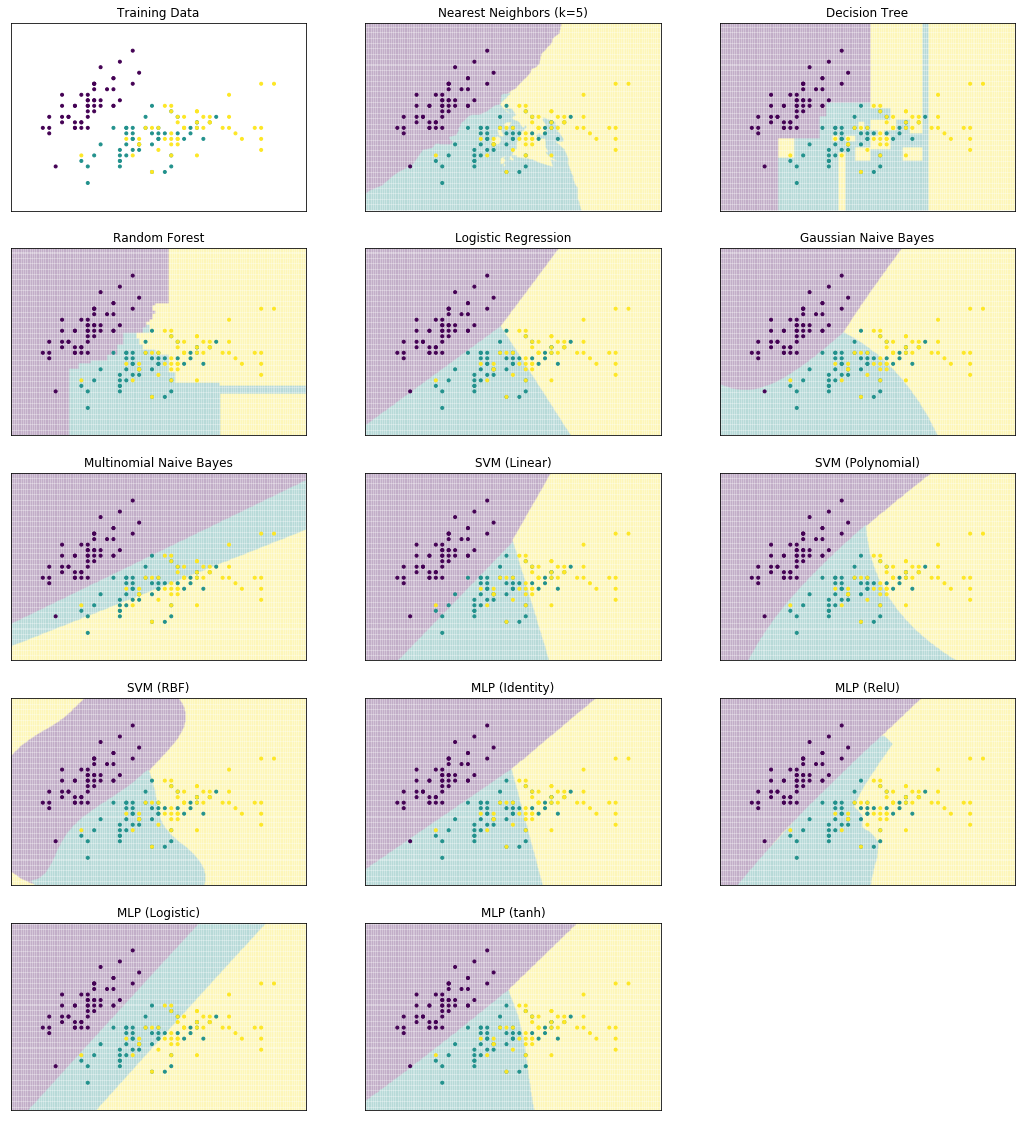 Training Data
Nearest Neighbors (k=5)
Decision Tree
Random Forest
Logistic Regression
Gaussian Naive Bayes
Multinomial Naive Bayes
SVM (Linear)
SVM (Polynomial)
SVM (RBF)
MLP (Identity)
MLP (RelU)
MLP (Logistic)
MLP (tanh)